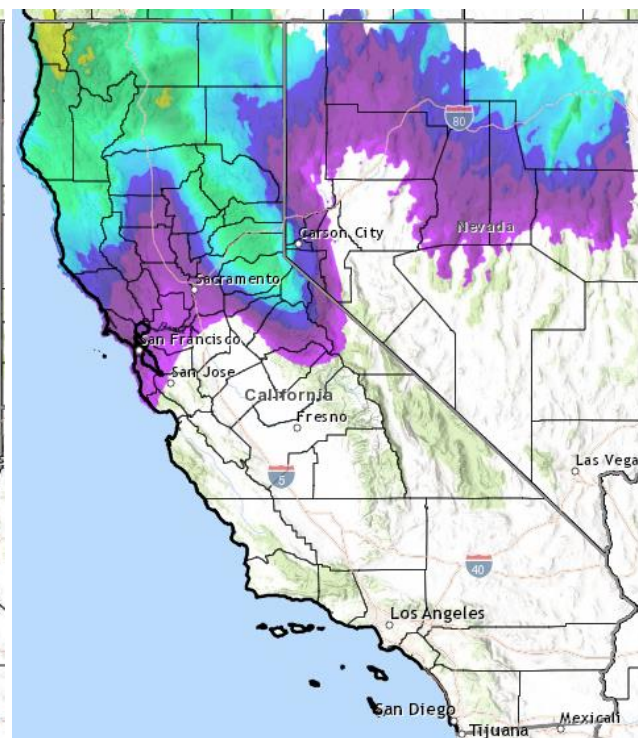 80
Nevada
Carson City
Sacramento
San Francisco
San Jose
California
Fresno
5
Las Vega
40
Los Angeles
San Diego
Tijuana
Mexicali